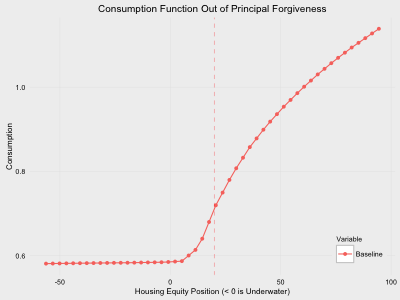 Consumption Function Out of Principal Forgiveness
Consumption
1.0
0.8
0.6
-50
0
50
100
Housing Equity Position (< 0 is Underwater)
Variable
Baseline